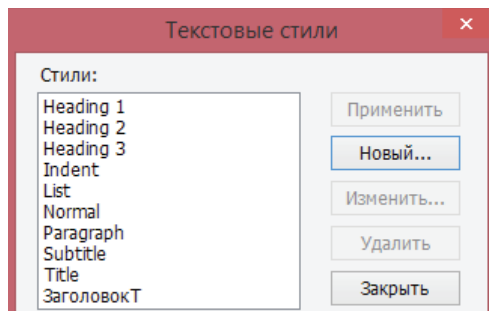 Текстовые стили
Стили:
Heading 1
Heading 2
Heading 3
Indent
List
Normal
Paragraph
Subtitle
Title
ЗаголовокТ
Применить
Новый...
Изменить...
Удалить
Закрыть